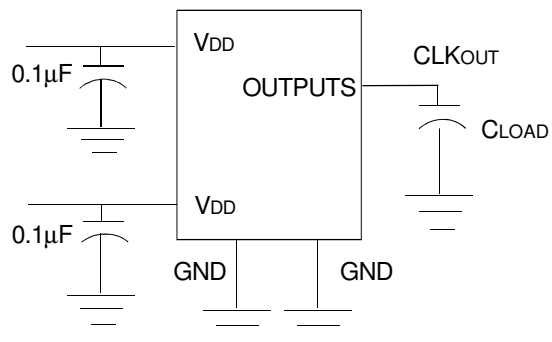 VDD
CLKOUT
0.1μF
OUTPUTS
CLOAD
VDD
0.1μF
GND
GND